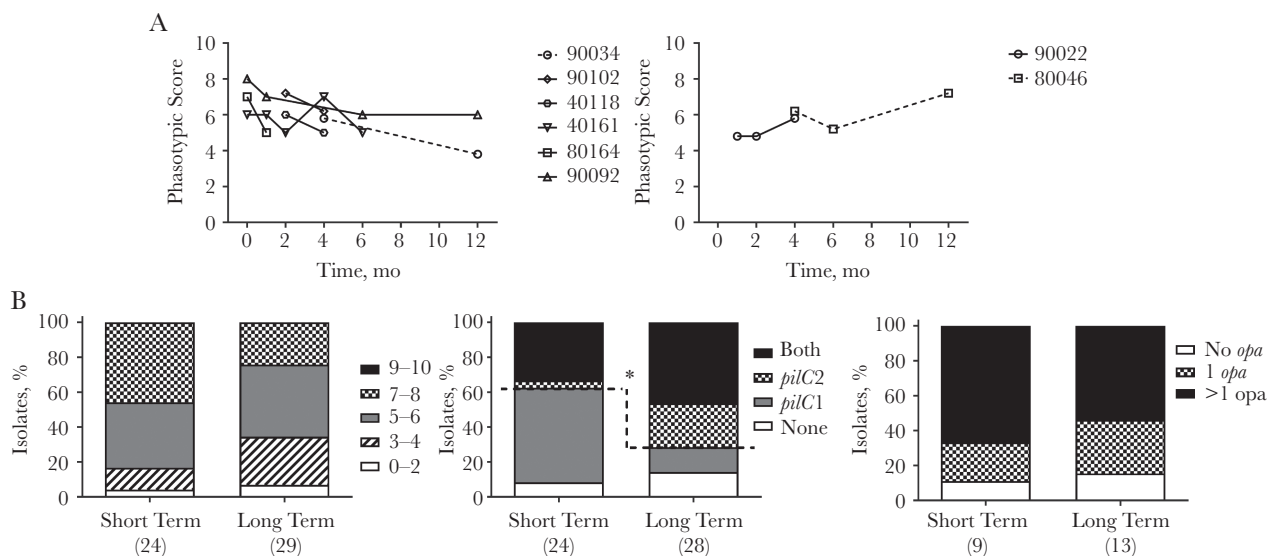 A
Phasotypic Score
10
8
6
4
2
0
0 2 4 6 8 10 12
Time, mo
90034
90102
40118
40161
80164
90092
Phasotypic Score
10
8
6
4
2
0
0 2 4 6 8 10 12
Time, mo
90022
80046
B
Isolates, %
100
80
60
40
20
0
Short Term Long Term
(24) (29)
9–10
7–8
5–6
3–4
0–2
Isolates, %
100
80
60
40
20
0
*
Short Term Long Term
(24) (28)
Both
pilC2
pilC1
None
Isolates, %
100
80
60
40
20
0
Short Term Long Term
(9) (13)
No opa
1 opa
>1 opa